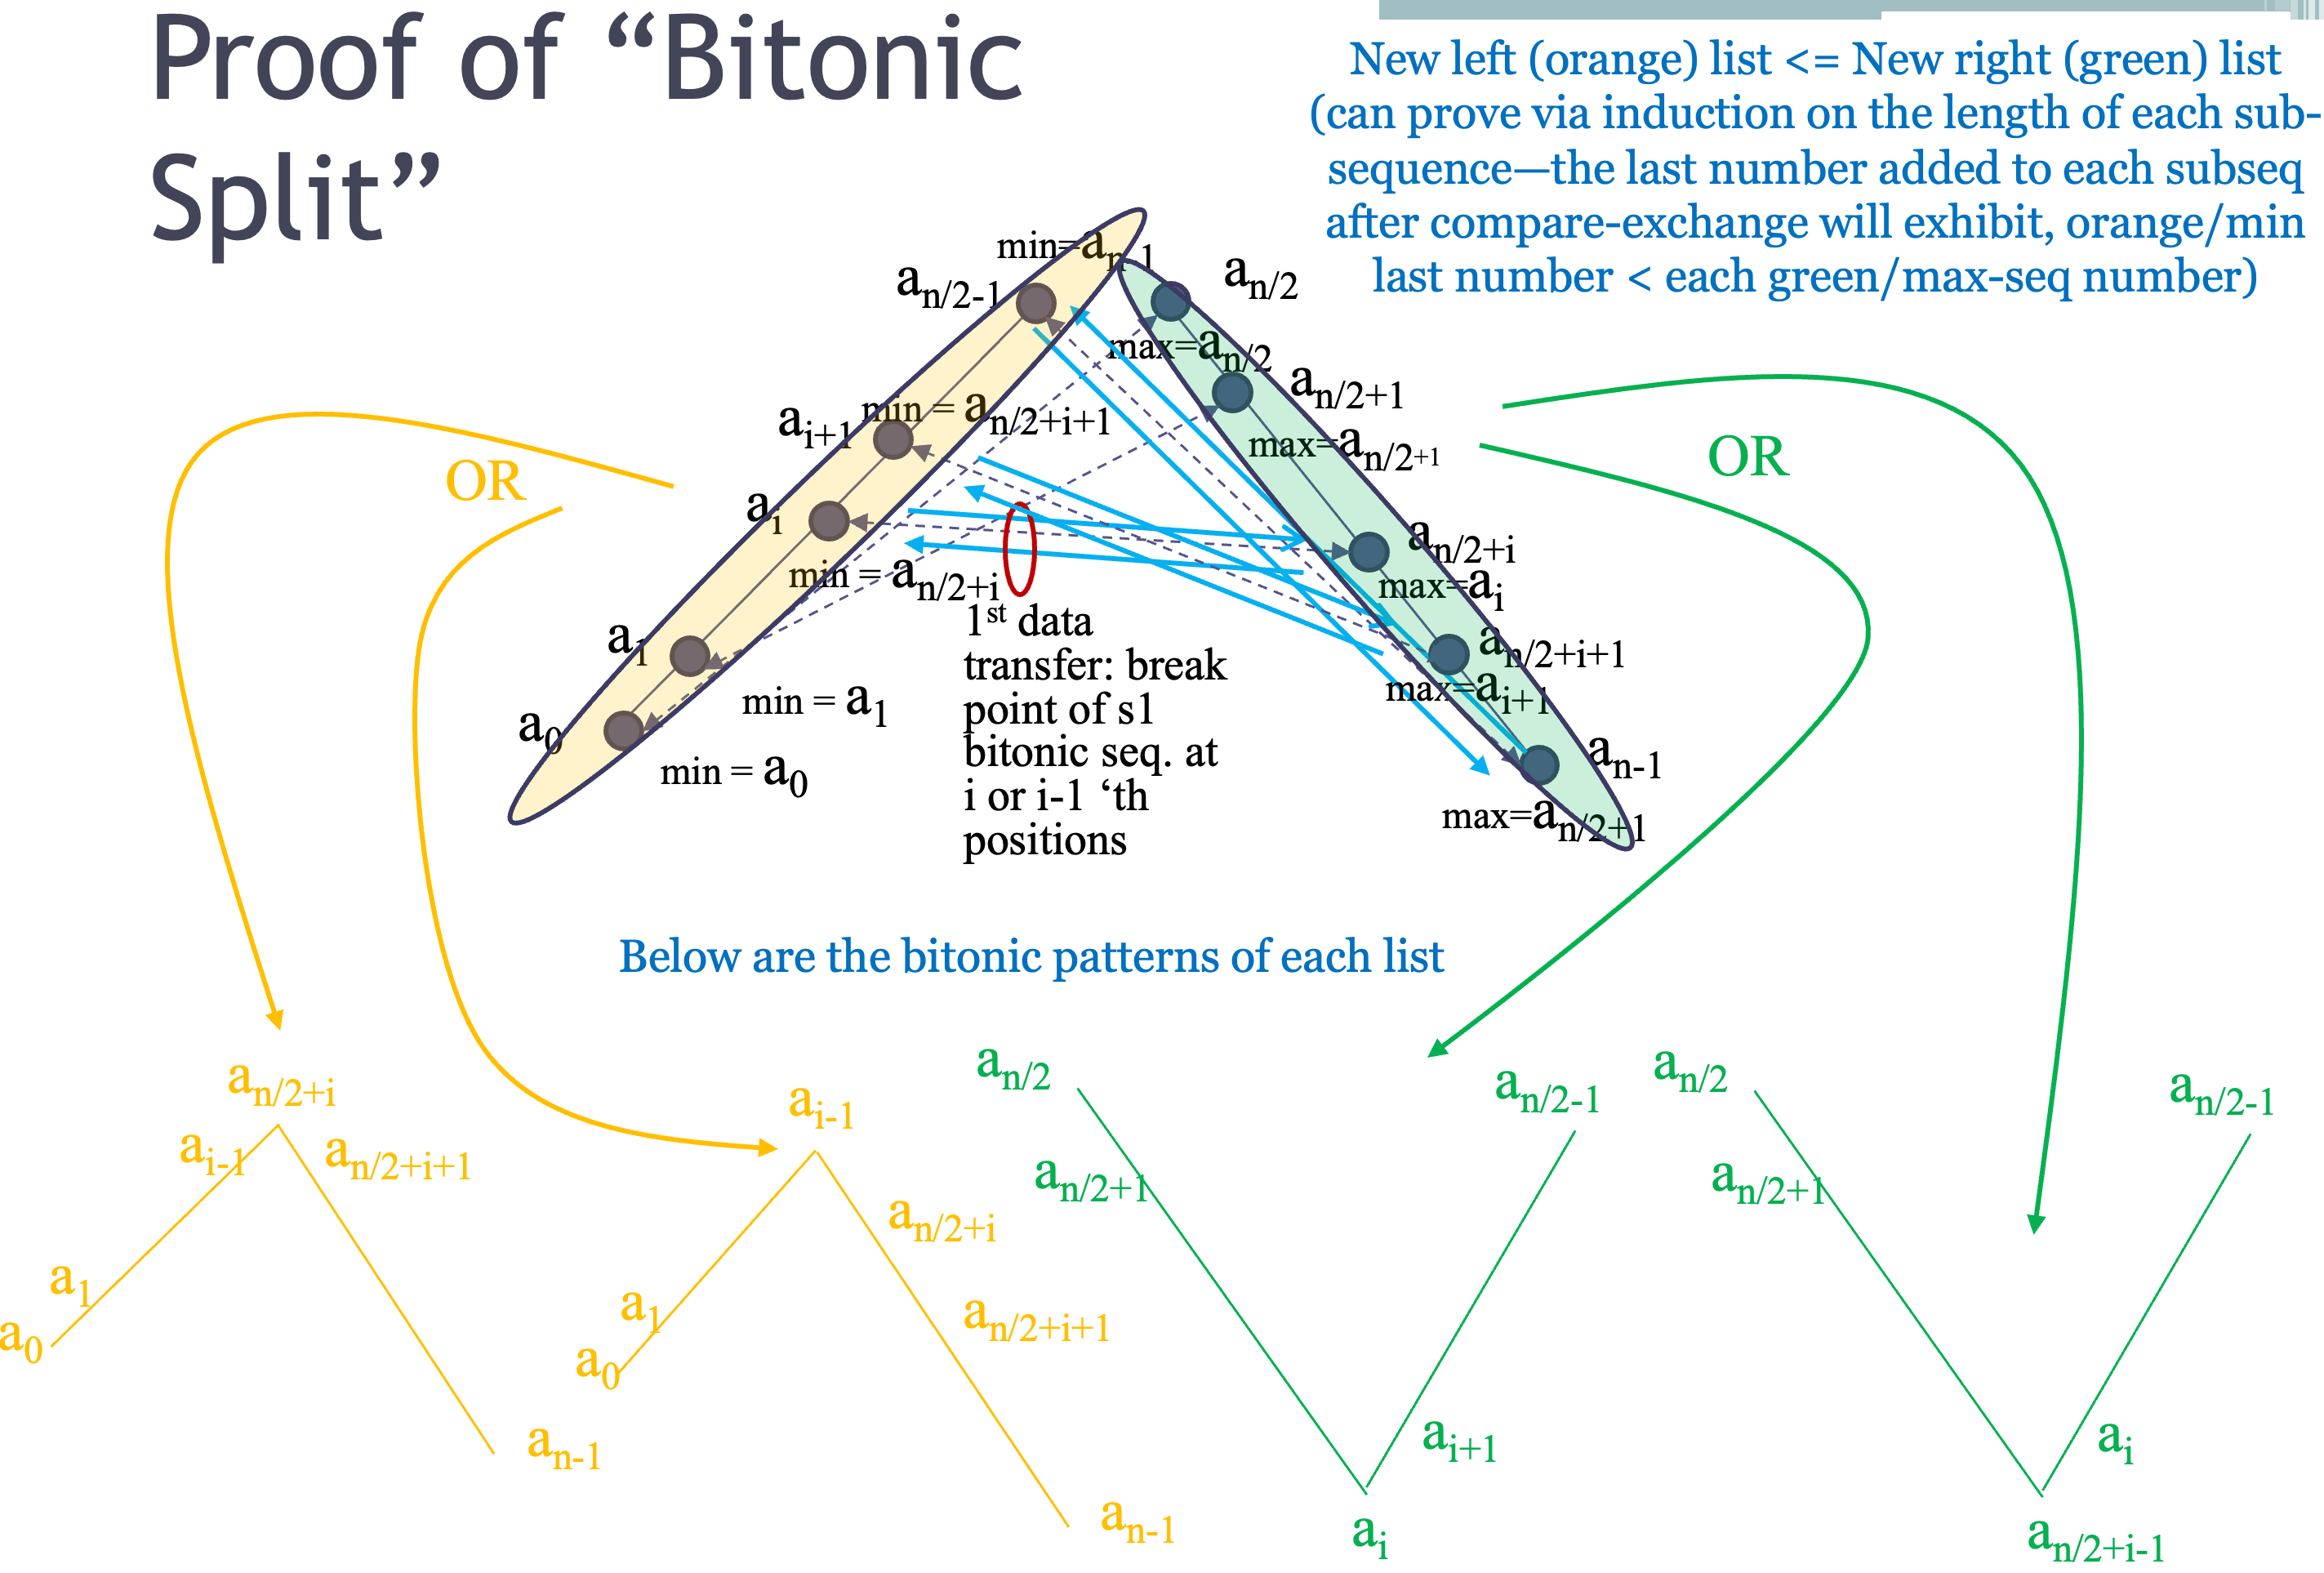 Proof of “Bitonic
Split”
New left (orange) list <= New right (green) list
(can prove via induction on the length of each sub-
sequence—the last number added to each subseq
after compare-exchange will exhibit, orange/min
last number < each green/max-seq number)
min=a_{n-1}
a_{n/2-1}
a_{n/2}
max=a_{n/2}
a_{n/2+1}
a_{i+1}
min = a_{n/2+i+1}
max=a_{n/2+1}
OR
OR
a_i
a_{n/2+i}
min = a_{n/2+i}
max=a_i
1st data
transfer: break
point of s1
bitonic seq. at
i or i-1 ‘th
positions
a_1
a_{n/2+i+1}
min = a_1
max=a_{i+1}
a_0
min = a_0
a_{n-1}
max=a_{n/2+1}
Below are the bitonic patterns of each list
a_{n/2+i}
a_{i-1}
a_{n/2+i+1}
a_1
a_0
a_{n-1}
a_{i-1}
a_{n/2+i}
a_1
a_{n/2+i+1}
a_0
a_{n-1}
a_{n/2}
a_{n/2-1}
a_{n/2+1}
a_{i+1}
a_i
a_{n/2}
a_{n/2-1}
a_{n/2+1}
a_i
a_{n/2+i-1}